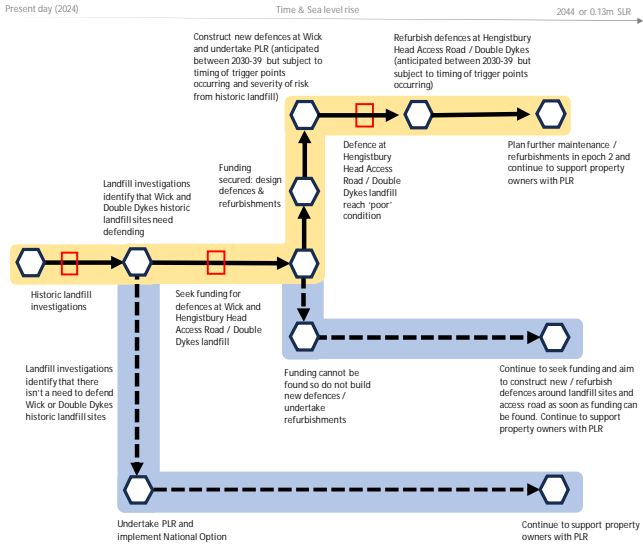 Present day (2024)
Time & Sea level rise
2044 or 0.13m SLR
Construct new defences at Wick
and undertake PLR (anticipated
between 2030-39 but subject to
timing of trigger points
occurring and severity of risk
from historic landfill)
Refurbish defences at Hengistbury
Head Access Road / Double Dykes
(anticipated between 2030-39 but
subject to timing of trigger points
occurring)
Funding
secured: design
defences &
refurbishments
Defence at
Hengistbury
Head Access
Road / Double
Dykes landfill
reach ‘poor’
condition
Plan further maintenance /
refurbishments in epoch 2 and
continue to support property
owners with PLR
Landfill investigations
identify that Wick and
Double Dykes historic
landfill sites need
defending
Historic landfill
investigations
Seek funding for
defences at Wick and
Hengistbury Head
Access Road / Double
Dykes landfill
Landfill investigations
identify that there
isn’t a need to defend
Wick or Double Dykes
historic landfill sites
Funding cannot be
found so do not build
new defences /
undertake
refurbishments
Continue to seek funding and aim
to construct new / refurbish
defences around landfill sites and
access road as soon as funding can
be found. Continue to support
property owners with PLR
Undertake PLR and
implement National Option
Continue to support property
owners with PLR